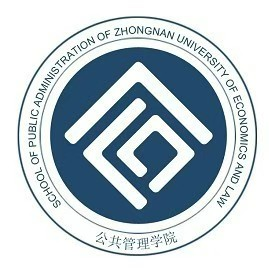 SCHOOL OF PUBLIC ADMINISTRATION OF ZHONGNAN UNIVERSITY OF ECONOMICS AND LAW
公共管理学院